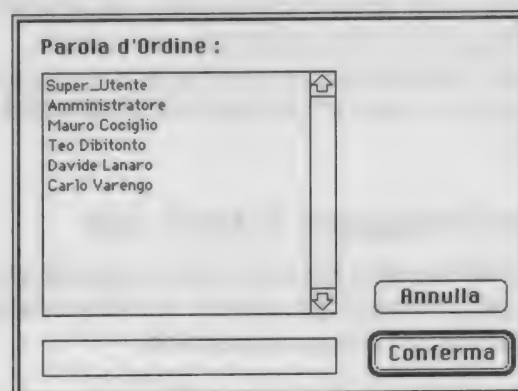 Parola d'Ordine :
Super_Utente
Amministratore
Mauro Cociglio
Teo Dibitonto
Davide Lanaro
Carlo Varengo
Annulla
Conferma